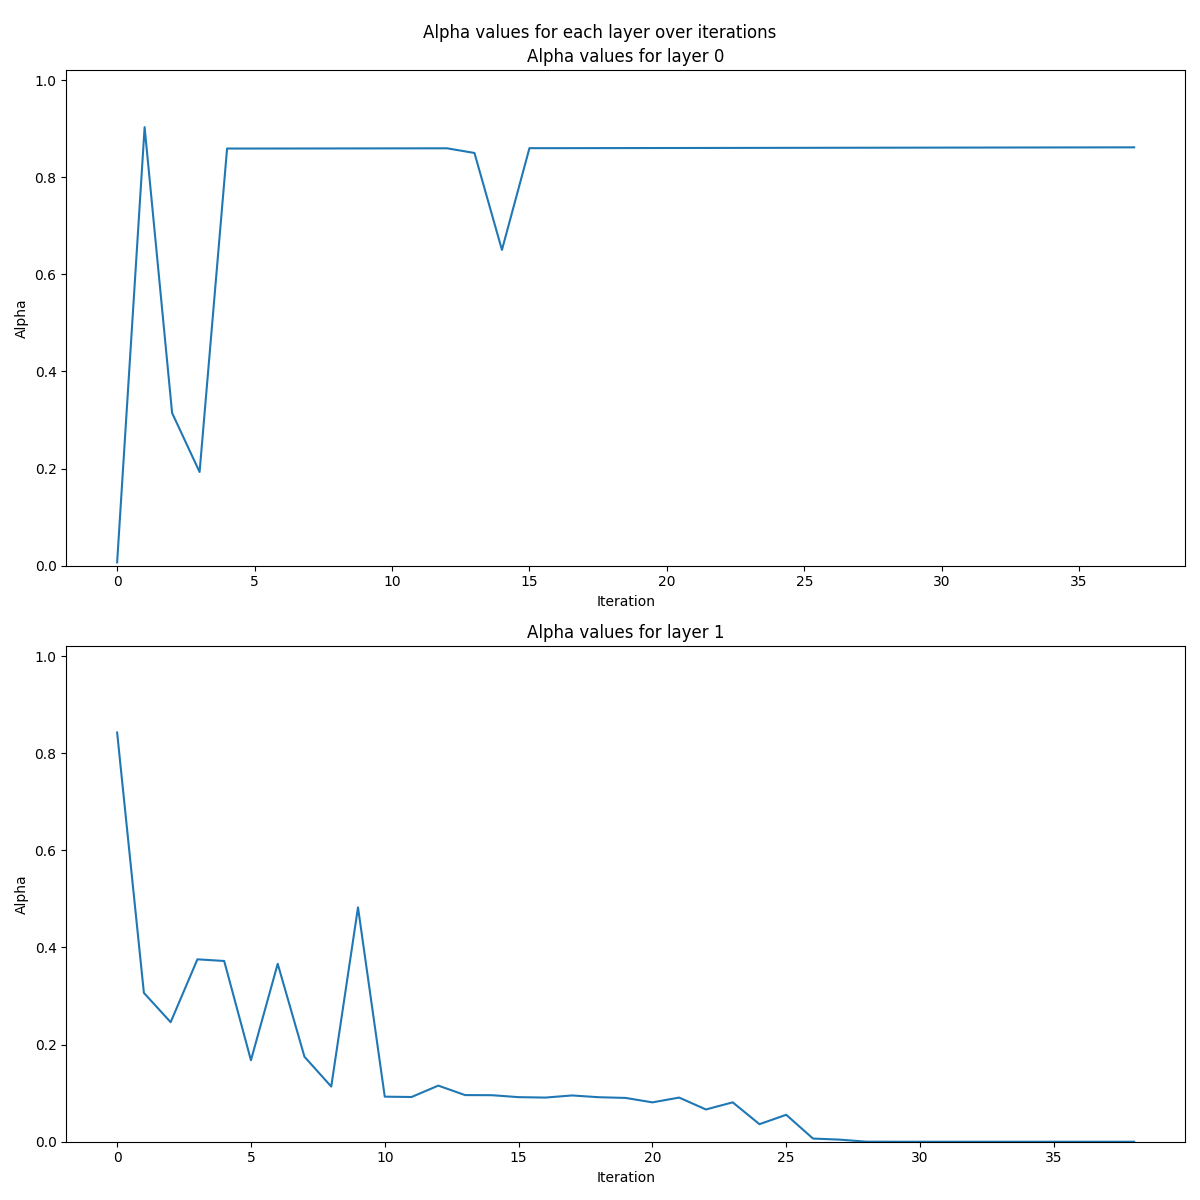 Alpha values for each layer over iterations
Alpha values for layer 0
1.0
0.8
0.6
0.4
0.2
0.0
Alpha
0 5 10 15 20 25 30 35
Iteration
Alpha values for layer 1
1.0
0.8
0.6
0.4
0.2
0.0
Alpha
0 5 10 15 20 25 30 35
Iteration